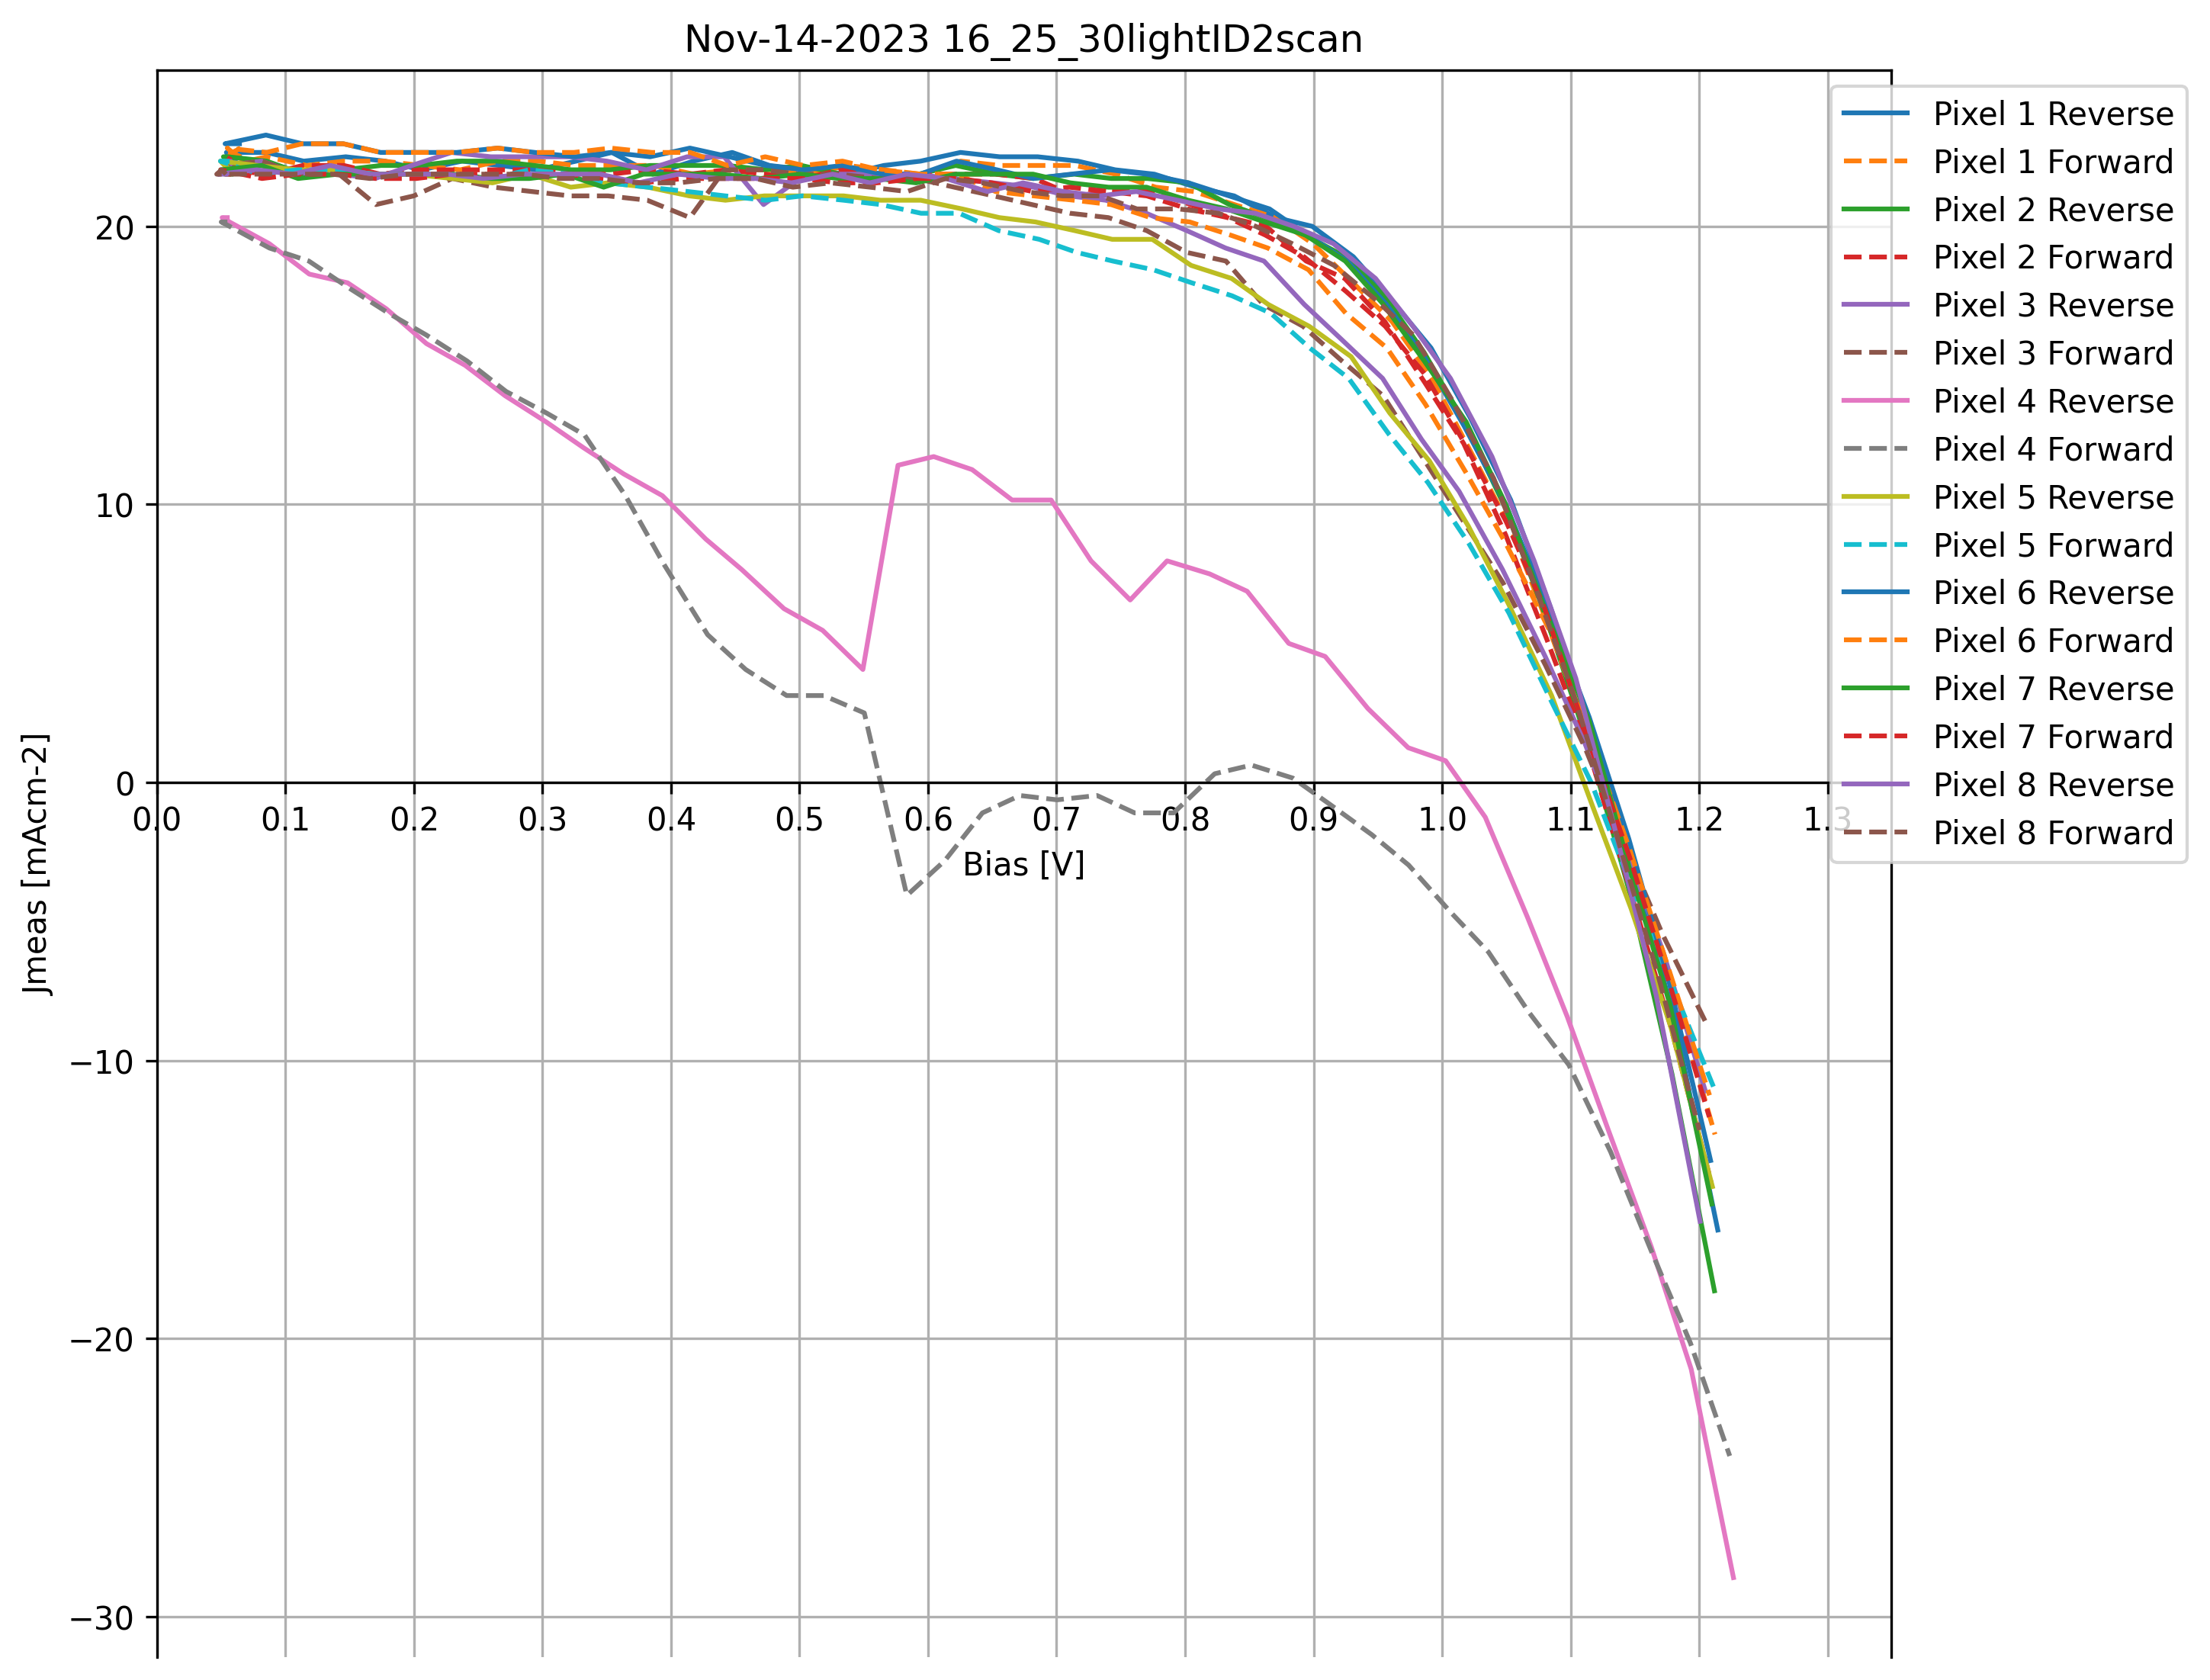 Nov-14-2023 16_25_30lightID2scan
Pixel 1 Reverse
Pixel 1 Forward
Pixel 2 Reverse
Pixel 2 Forward
Pixel 3 Reverse
Pixel 3 Forward
Pixel 4 Reverse
Pixel 4 Forward
Pixel 5 Reverse
Pixel 5 Forward
Pixel 6 Reverse
Pixel 6 Forward
Pixel 7 Reverse
Pixel 7 Forward
Pixel 8 Reverse
Pixel 8 Forward
20
10
0
−10
−20
−30
0.0 0.1 0.2 0.3 0.4 0.5 0.6 0.7 0.8 0.9 1.0 1.1 1.2 1.3
Bias [V]
Jmeas [mAcm-2]